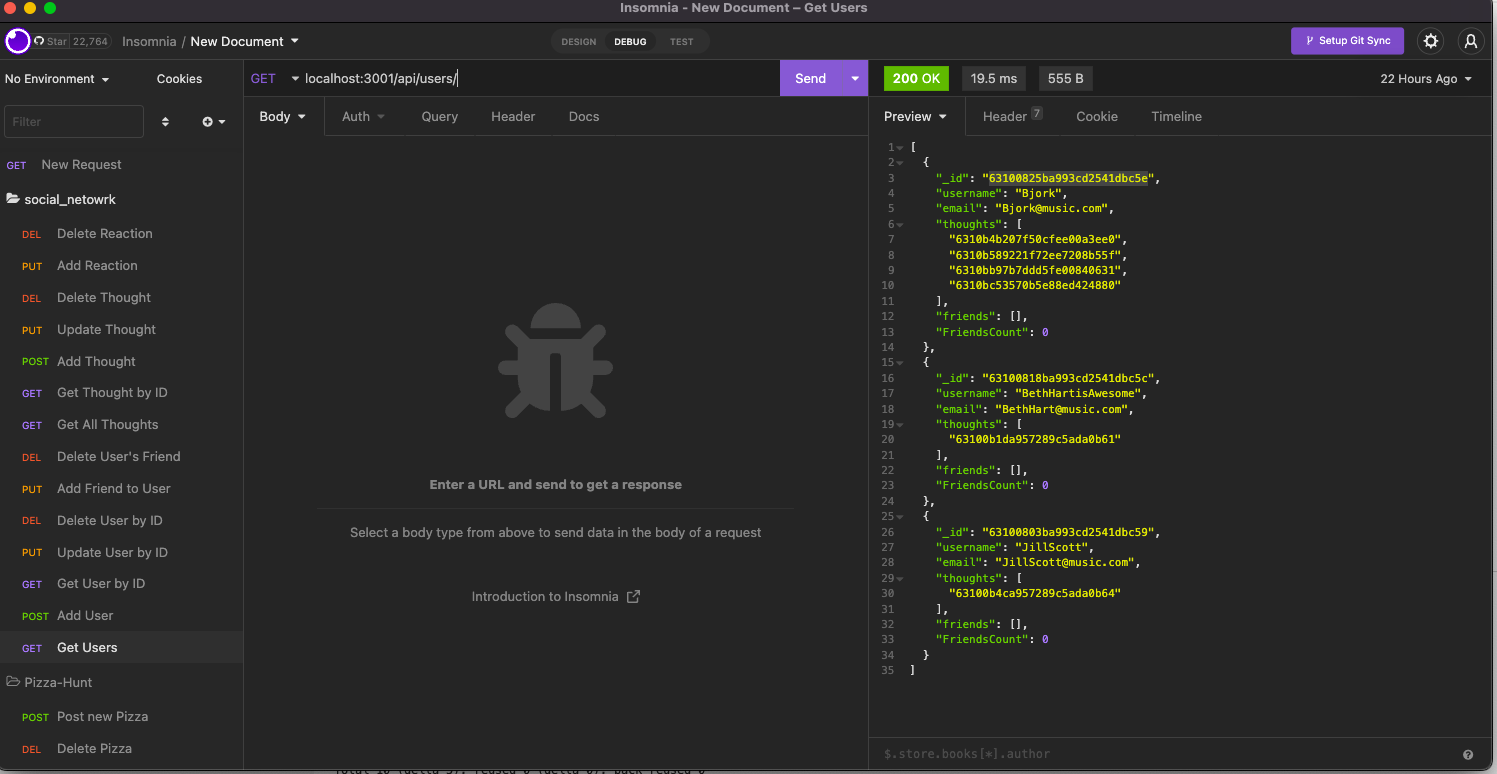 Insomnia - New Document – Get Users
Star 22,764 Insomnia / New Document DESIGN DEBUG TEST Setup Git Sync
No Environment Cookies
Filter
GET New Request
social_netowrk
DEL Delete Reaction
PUT Add Reaction
DEL Delete Thought
PUT Update Thought
POST Add Thought
GET Get Thought by ID
GET Get All Thoughts
DEL Delete User's Friend
PUT Add Friend to User
DEL Delete User by ID
PUT Update User by ID
GET Get User by ID
POST Add User
GET Get Users
Pizza-Hunt
POST Post new Pizza
DEL Delete Pizza
GET localhost:3001/api/users/ Send
Body Auth Query Header Docs
Enter a URL and send to get a response
Select a body type from above to send data in the body of a request
Introduction to Insomnia
200 OK 19.5 ms 555 B 22 Hours Ago
Preview Header 7 Cookie Timeline
1 [
2 {
3 "_id": "63100825ba993cd2541dbc5e",
4 "username": "Bjork",
5 "email": "Bjork@music.com",
6 "thoughts": [
7 "6310b4b207f50cfee00a3ee0",
8 "6310b589221f72ee7208b55f",
9 "6310bb97b7ddd5fe00840631",
10 "6310bc53570b5e88ed424880"
11 ],
12 "friends": [],
13 "FriendsCount": 0
14 },
15 {
16 "_id": "63100818ba993cd2541dbc5c",
17 "username": "BethHartisAwesome",
18 "email": "BethHart@music.com",
19 "thoughts": [
20 "63100b1da957289c5ada0b61"
21 ],
22 "friends": [],
23 "FriendsCount": 0
24 },
25 {
26 "_id": "63100803ba993cd2541dbc59",
27 "username": "JillScott",
28 "email": "JillScott@music.com",
29 "thoughts": [
30 "63100b4ca957289c5ada0b64"
31 ],
32 "friends": [],
33 "FriendsCount": 0
34 }
35 ]
$.store.books[*].author